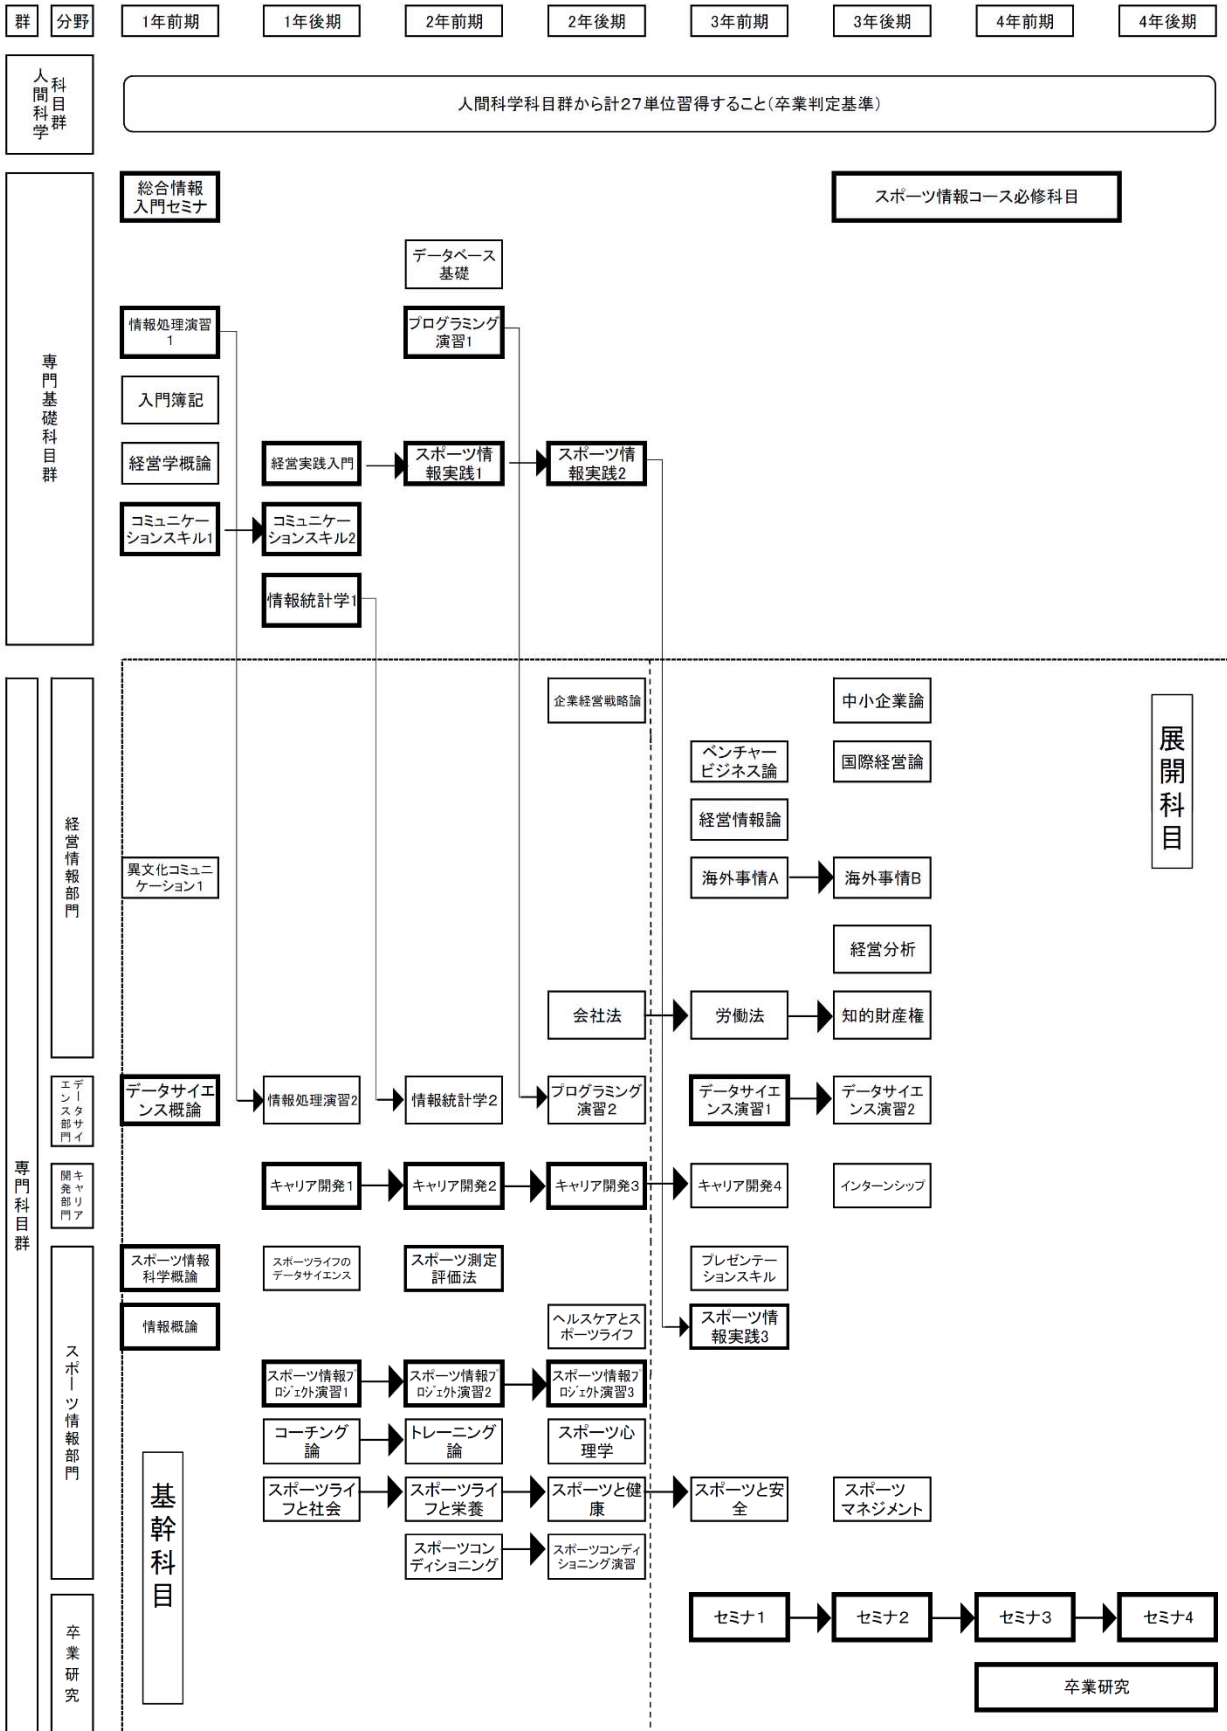 群
分野
1年前期
1年後期
2年前期
2年後期
3年前期
3年後期
4年前期
4年後期
人間科学
科目群
人間科学科目群から計27単位習得すること(卒業判定基準)
専門基礎科目群
総合情報
入門セミナ
スポーツ情報コース必修科目
データベース
基礎
情報処理演習
1
プログラミング
演習1
入門簿記
経営学概論
経営実践入門
スポーツ情
報実践1
スポーツ情
報実践2
コミュニケー
ションスキル1
コミュニケー
ションスキル2
情報統計学1
専門科目群
経営情報部門
企業経営戦略論
中小企業論
展開科目
ベンチャー
ビジネス論
国際経営論
経営情報論
異文化コミュニ
ケーション1
海外事情A
海外事情B
経営分析
会社法
労働法
知的財産権
データサイ
エンス部門
データサイエ
ンス概論
情報処理演習2
情報統計学2
プログラミング
演習2
データサイエ
ンス演習1
データサイエ
ンス演習2
キャリア
開発部門
キャリア開発1
キャリア開発2
キャリア開発3
キャリア開発4
インターンシップ
スポーツ情報部門
スポーツ情報
科学概論
スポーツライフの
データサイエンス
スポーツ測定
評価法
プレゼンテー
ションスキル
情報概論
ヘルスケアとス
ポーツライフ
スポーツ情
報実践3
スポーツ情報プ
ロジェクト演習1
スポーツ情報プ
ロジェクト演習2
スポーツ情報プ
ロジェクト演習3
コーチング
論
トレーニング
論
スポーツ心
理学
基幹科目
スポーツライ
フと社会
スポーツライ
フと栄養
スポーツと健
康
スポーツと安
全
スポーツ
マネジメント
スポーツコン
ディショニング
スポーツコンディ
ショニング演習
卒業研究
セミナ1
セミナ2
セミナ3
セミナ4
卒業研究